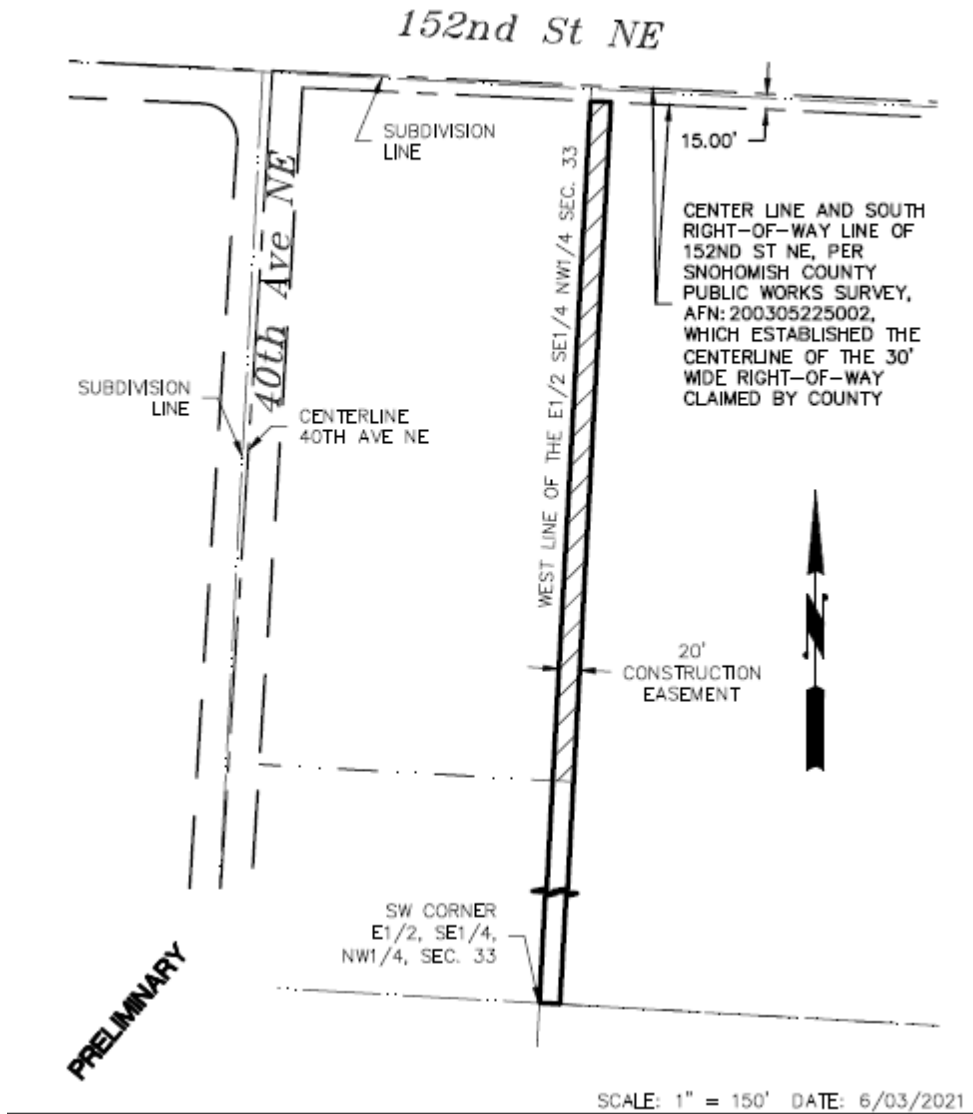 152nd St NE
SUBDIVISION
LINE
15.00'
40th Ave NE
WEST LINE OF THE E1/2 SE1/4 NW1/4 SEC. 33
CENTER LINE AND SOUTH
RIGHT-OF-WAY LINE OF
152ND ST NE, PER
SNOHOMISH COUNTY
PUBLIC WORKS SURVEY,
AFN: 200305225002,
WHICH ESTABLISHED THE
CENTERLINE OF THE 30'
WIDE RIGHT-OF-WAY
CLAIMED BY COUNTY
SUBDIVISION
LINE
CENTERLINE
40TH AVE NE
N
20'
CONSTRUCTION
EASEMENT
SW CORNER
E1/2, SE1/4,
NW1/4, SEC. 33
PRELIMINARY
SCALE: 1" = 150' DATE: 6/03/2021